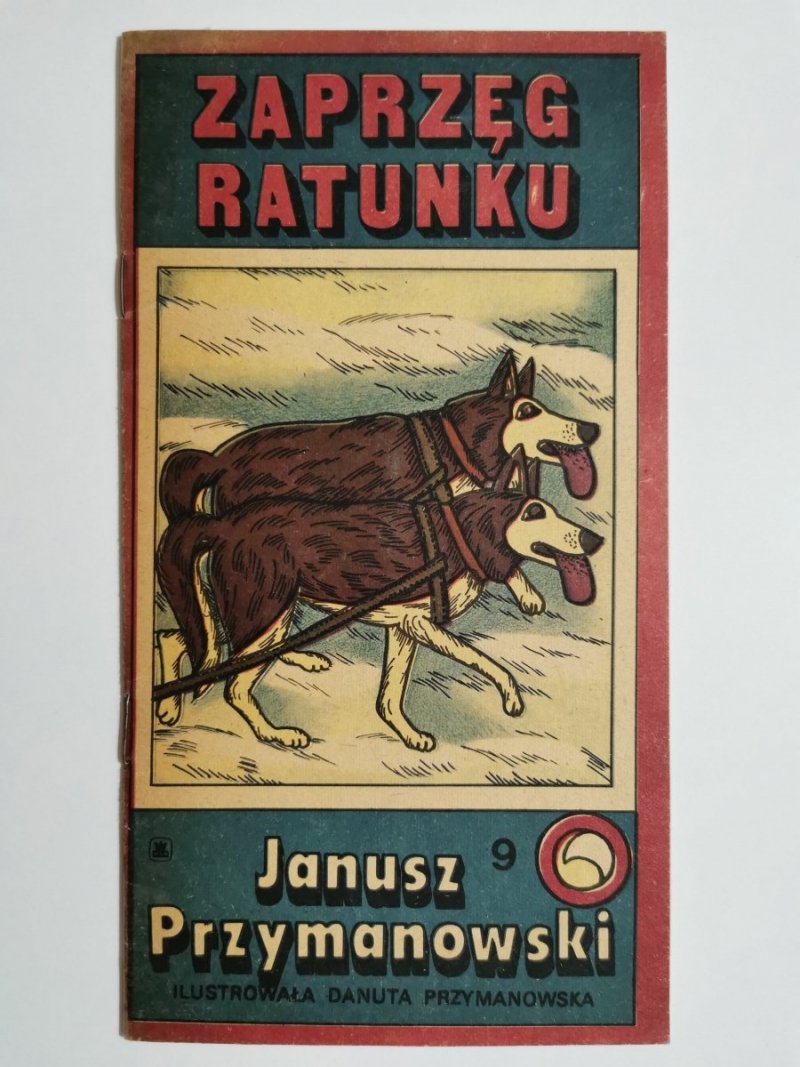 ZAPRZĘG
RATUNKU
Janusz 9
Przymanowski
ILUSTROWAŁA DANUTA PRZYMANOWSKA